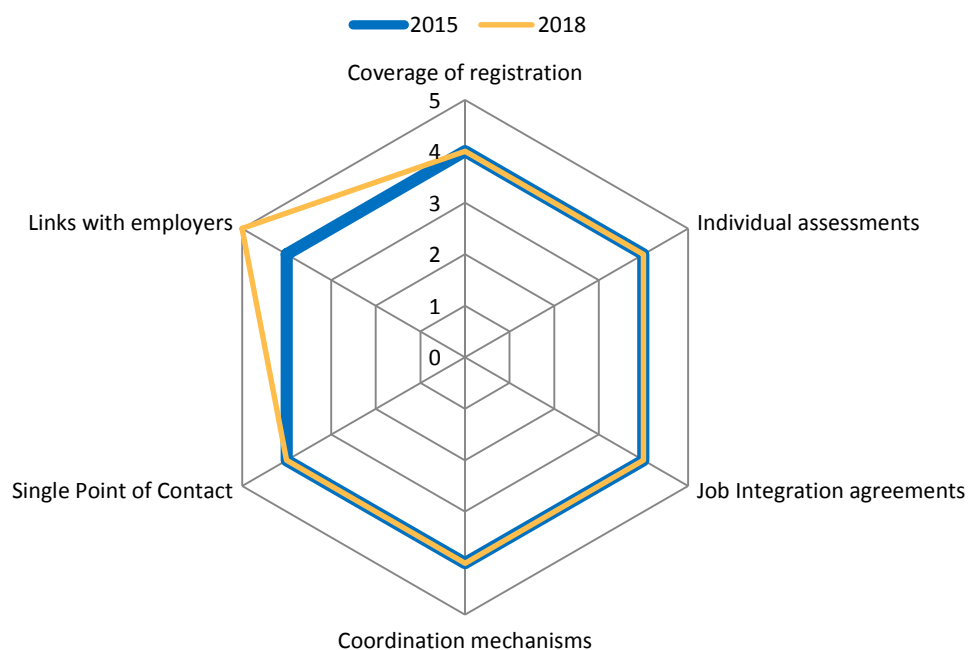 2015 2018
Coverage of registration
5
4
3
Links with employers
Individual assessments
2
1
0
Single Point of Contact
Job Integration agreements
Coordination mechanisms